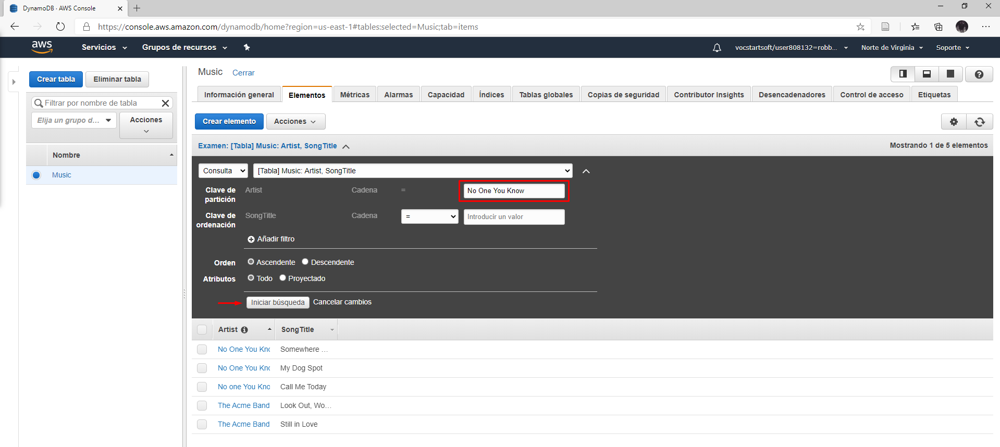 DynamoDB · AWS Console
https://console.aws.amazon.com/dynamodb/home?region=us-east-1#tables:selected=Music;tab=items
aws Servicios Grupos de recursos vocstartsoft/user808132=robb... Norte de Virginia Soporte
Crear tabla Eliminar tabla
Filtrar por nombre de tabla
Elija un grupo d... Acciones
Nombre
Music
Music Cerrar
Información general Elementos Métricas Alarmas Capacidad Índices Tablas globales Copias de seguridad Contributor Insights Desencadenadores Control de acceso Etiquetas
Crear elemento Acciones
Examen: [Tabla] Music: Artist, SongTitle Mostrando 1 de 5 elementos
Consulta [Tabla] Music: Artist, SongTitle
Clave de partición Artist Cadena = No One You Know
Clave de ordenación SongTitle Cadena = Introducir un valor
Añadir filtro
Orden Ascendente Descendente
Atributos Todo Proyectado
Iniciar búsqueda Cancelar cambios
Artist SongTitle
No One You Kno Somewhere ...
No One You Kno My Dog Spot
No one You Kno Call Me Today
The Acme Band Look Out, Wo...
The Acme Band Still in Love